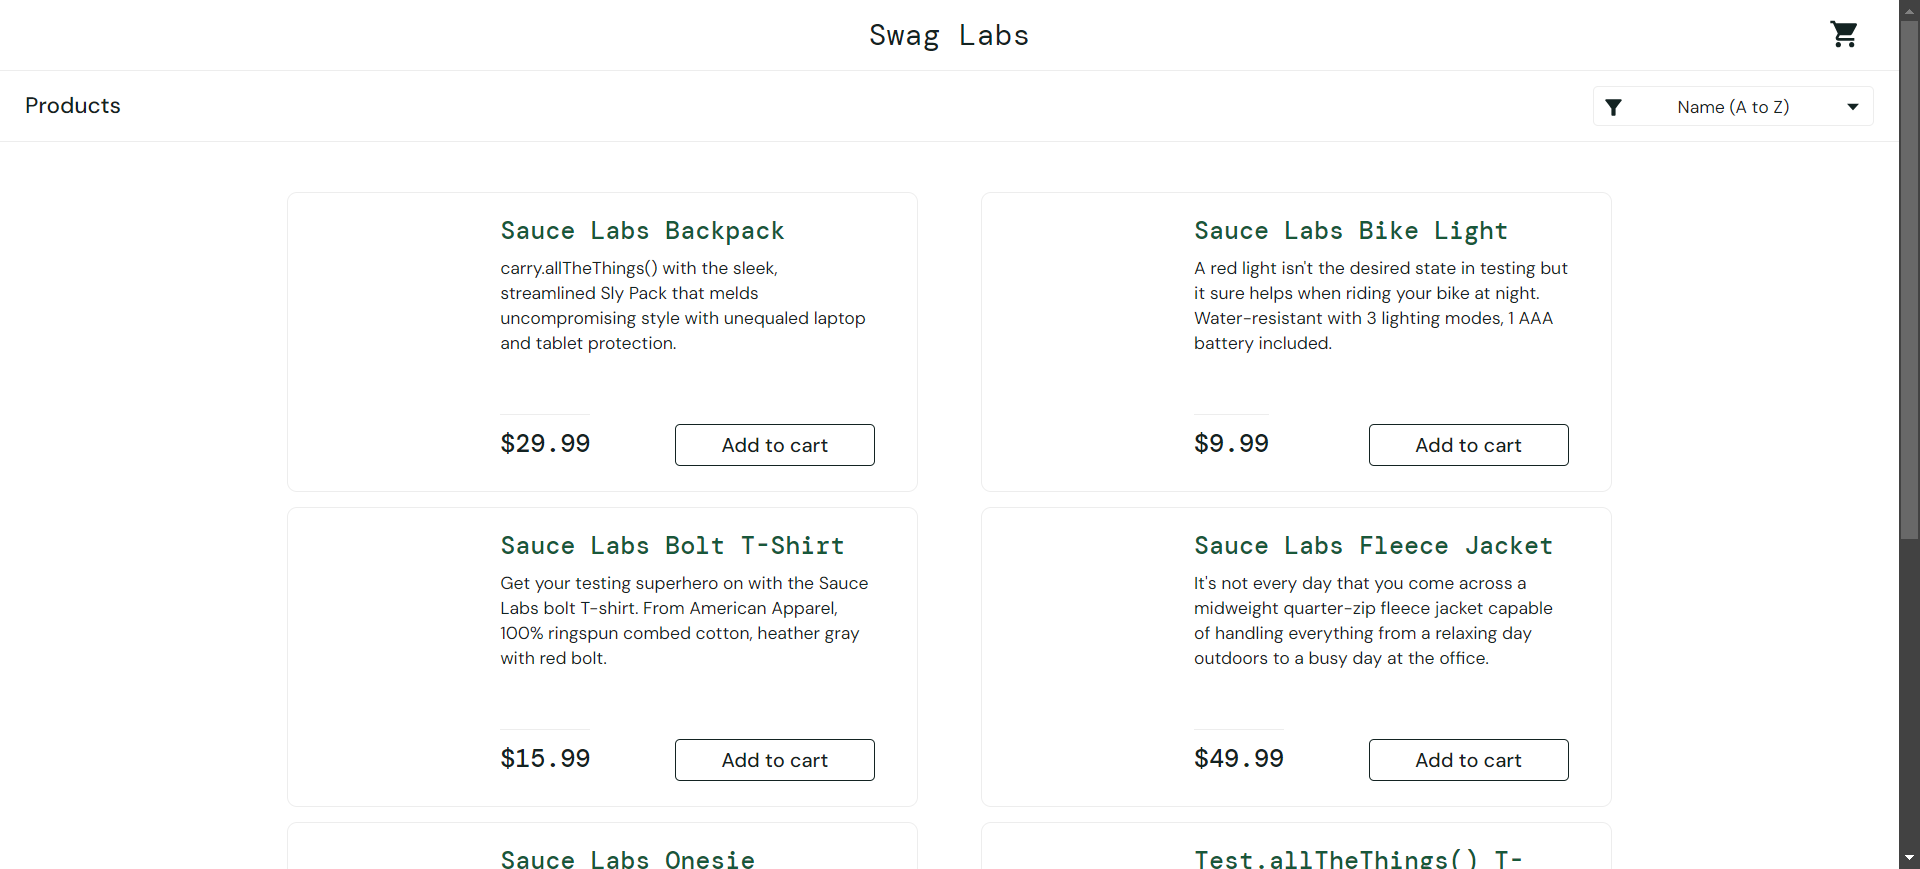 Swag Labs
Products
Name (A to Z)
Sauce Labs Backpack
carry.allTheThings() with the sleek,
streamlined Sly Pack that melds
uncompromising style with unequaled laptop
and tablet protection.
$29.99
Add to cart
Sauce Labs Bike Light
A red light isn't the desired state in testing but
it sure helps when riding your bike at night.
Water-resistant with 3 lighting modes, 1 AAA
battery included.
$9.99
Add to cart
Sauce Labs Bolt T-Shirt
Get your testing superhero on with the Sauce
Labs bolt T-shirt. From American Apparel,
100% ringspun combed cotton, heather gray
with red bolt.
$15.99
Add to cart
Sauce Labs Fleece Jacket
It's not every day that you come across a
midweight quarter-zip fleece jacket capable
of handling everything from a relaxing day
outdoors to a busy day at the office.
$49.99
Add to cart
Sauce Labs Onesie
Test.allTheThings() T-